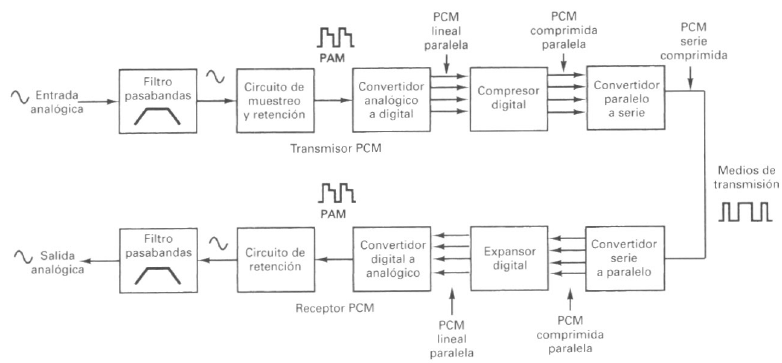 PCM
lineal
paralela
PCM
comprimida
paralela
PCM
serie
comprimida
PAM
Entrada
analógica
Filtro
pasabandas
Circuito de
muestreo
y retención
Convertidor
analógico
a digital
Compresor
digital
Convertidor
paralelo
a serie
Transmisor PCM
Medios de
transmisión
PAM
Salida
analógica
Filtro
pasabandas
Circuito de
retención
Convertidor
digital a
analógico
Expansor
digital
Convertidor
serie
a paralelo
Receptor PCM
PCM
lineal
paralela
PCM
comprimida
paralela